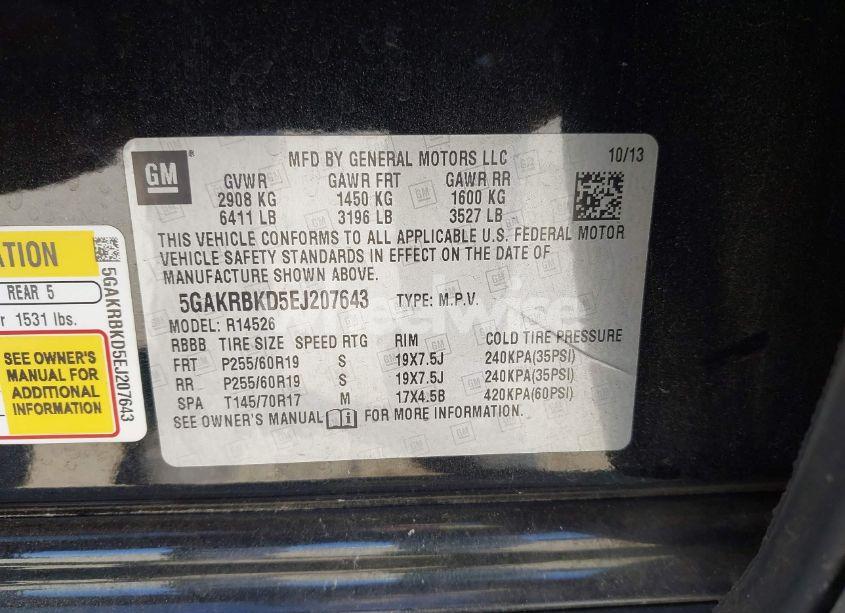 GM
MFD BY GENERAL MOTORS LLC
10/13
GVWR GAWR FRT GAWR RR
2908 KG 1450 KG 1600 KG
6411 LB 3196 LB 3527 LB
THIS VEHICLE CONFORMS TO ALL APPLICABLE U.S. FEDERAL MOTOR
VEHICLE SAFETY STANDARDS IN EFFECT ON THE DATE OF
MANUFACTURE SHOWN ABOVE.
5GAKRBKD5EJ207643 TYPE: M.P.V.
MODEL: R14526
RBBB TIRE SIZE SPEED RTG RIM COLD TIRE PRESSURE
FRT P255/60R19 S 19X7.5J 240KPA(35PSI)
RR P255/60R19 S 19X7.5J 240KPA(35PSI)
SPA T145/70R17 M 17X4.5B 420KPA(60PSI)
SEE OWNER'S MANUAL FOR MORE INFORMATION.
ATION
REAR 5
r 1531 lbs.
SEE OWNER'S
MANUAL FOR
ADDITIONAL
INFORMATION
5GAKRBKD5EJ207643